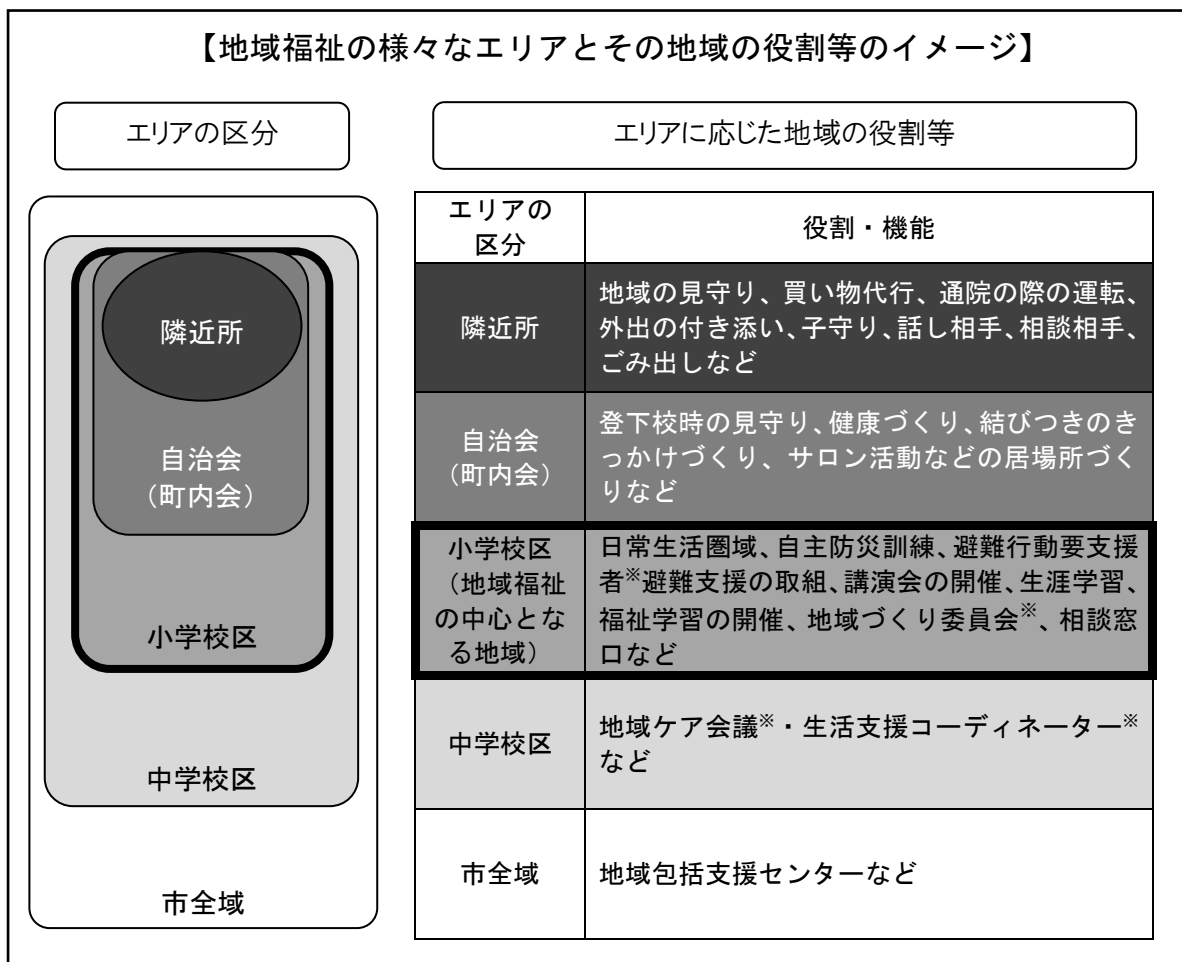 【地域福祉の様々なエリアとその地域の役割等のイメージ】
エリアの区分
エリアに応じた地域の役割等
隣近所
自治会
（町内会）
小学校区
中学校区
市全域
エリアの
区分
役割・機能
隣近所
地域の見守り、買い物代行、通院の際の運転、
外出の付き添い、子守り、話し相手、相談相手、
ごみ出しなど
自治会
（町内会）
登下校時の見守り、健康づくり、結びつきのき
っかけづくり、サロン活動などの居場所づく
りなど
小学校区
（地域福祉
の中心とな
る地域）
日常生活圏域、自主防災訓練、避難行動要支援
者※避難支援の取組、講演会の開催、生涯学習、
福祉学習の開催、地域づくり委員会※、相談窓
口など
中学校区
地域ケア会議※・生活支援コーディネーター※
など
市全域
地域包括支援センターなど